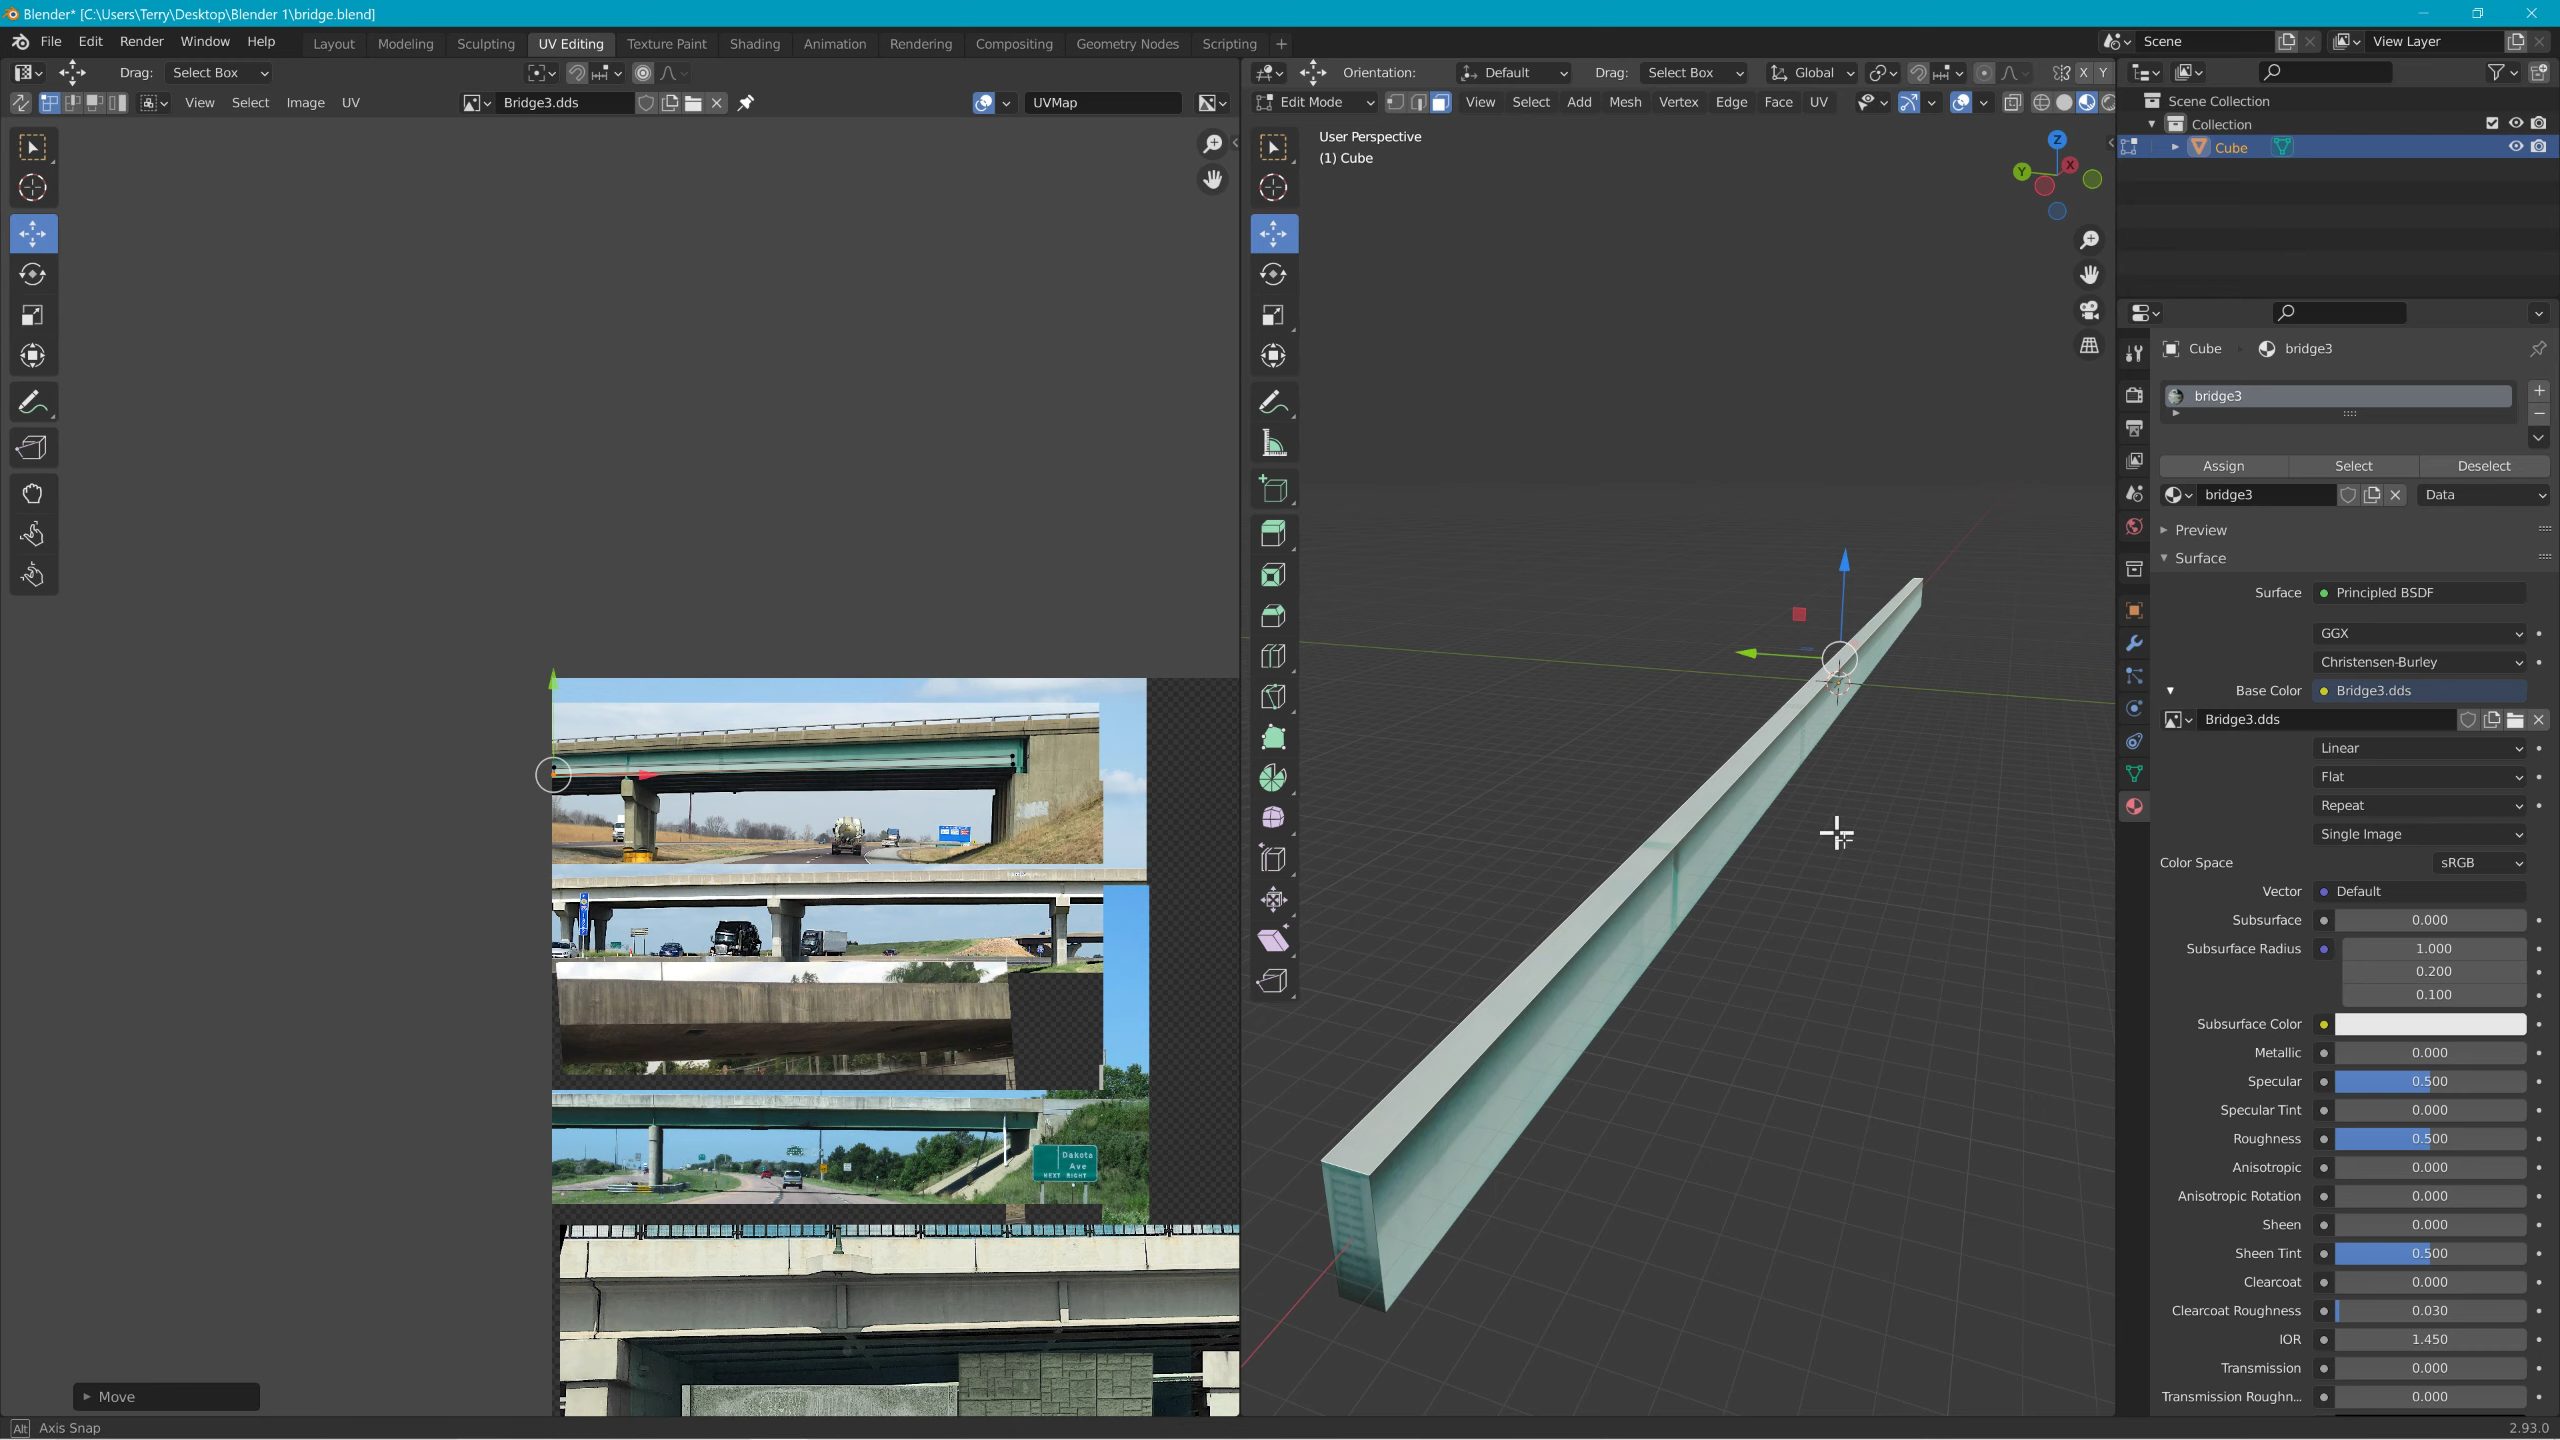 Blender* [C:\Users\Terry\Desktop\Blender 1\bridge.blend]
File Edit Render Window Help Layout Modeling Sculpting UV Editing Texture Paint Shading Animation Rendering Compositing Geometry Nodes Scripting + Scene View Layer
Drag: Select Box Orientation: Default Drag: Select Box Global X Y
View Select Image UV Bridge3.dds UVMap Edit Mode View Select Add Mesh Vertex Edge Face UV
Scene Collection
Collection
Cube
User Perspective
(1) Cube
Z
X
Y
Cube bridge3
bridge3
Assign Select Deselect
bridge3 Data
Preview
Surface
Surface Principled BSDF
GGX
Christensen-Burley
Base Color Bridge3.dds
Bridge3.dds
Linear
Flat
Repeat
Single Image
Color Space sRGB
Vector Default
Subsurface 0.000
Subsurface Radius 1.000
0.200
0.100
Subsurface Color
Metallic 0.000
Specular 0.500
Specular Tint 0.000
Roughness 0.500
Anisotropic 0.000
Anisotropic Rotation 0.000
Sheen 0.000
Sheen Tint 0.500
Clearcoat 0.000
Clearcoat Roughness 0.030
IOR 1.450
Transmission 0.000
Transmission Roughn... 0.000
Dakota
Ave
NEXT RIGHT
Move
Alt Axis Snap
2.93.0